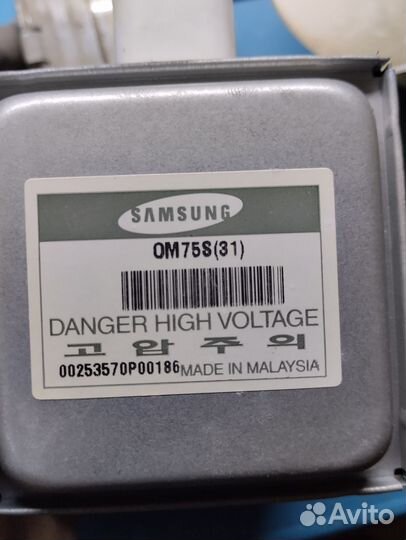 SAMSUNG
OM75S(31)
DANGER HIGH VOLTAGE
고 압 주 의
00253570P00186 MADE IN MALAYSIA
Avito